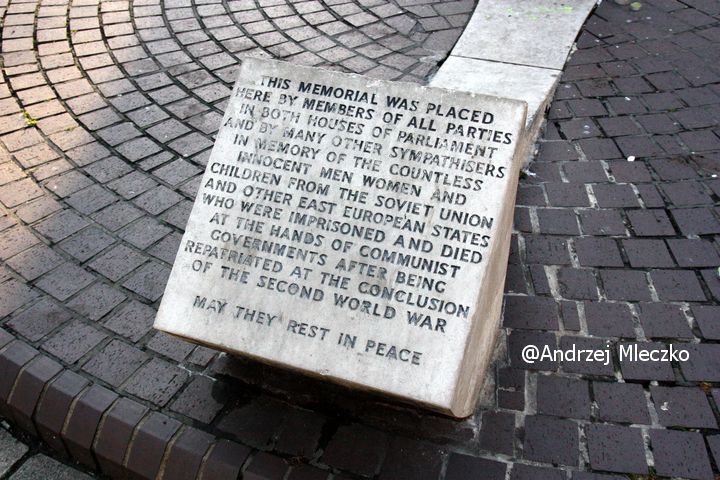 THIS MEMORIAL WAS PLACED
HERE BY MEMBERS OF ALL PARTIES
IN BOTH HOUSES OF PARLIAMENT
AND BY MANY OTHER SYMPATHISERS
IN MEMORY OF THE COUNTLESS
INNOCENT MEN WOMEN AND
CHILDREN FROM THE SOVIET UNION
AND OTHER EAST EUROPEAN STATES
WHO WERE IMPRISONED AND DIED
AT THE HANDS OF COMMUNIST
GOVERNMENTS AFTER BEING
REPATRIATED AT THE CONCLUSION
OF THE SECOND WORLD WAR
MAY THEY REST IN PEACE
@Andrzej Mleczko